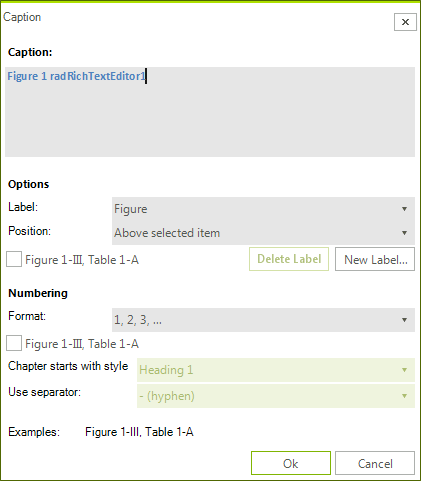 Caption
Caption:
Figure 1 radRichTextEditor1
Options
Label: Figure
Position: Above selected item
Figure 1-III, Table 1-A Delete Label New Label...
Numbering
Format: 1, 2, 3, ...
Figure 1-III, Table 1-A
Chapter starts with style Heading 1
Use separator: - (hyphen)
Examples: Figure 1-III, Table 1-A
Ok Cancel